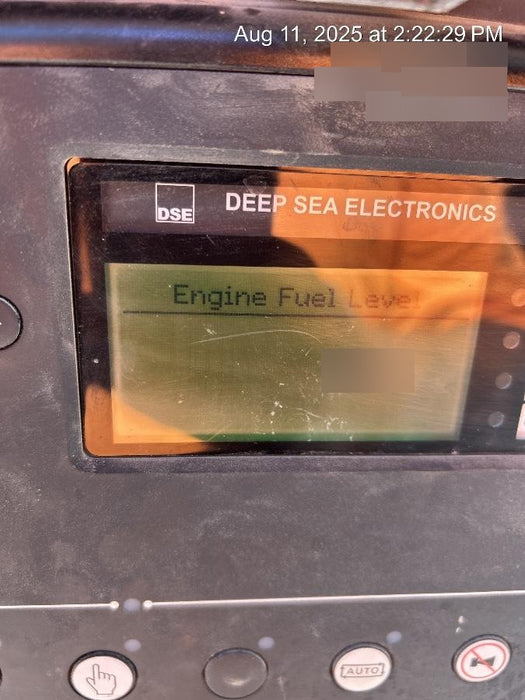 Aug 11, 2025 at 2:22:29 PM
DSE
DEEP SEA ELECTRONICS
Engine Fuel Level
AUTO